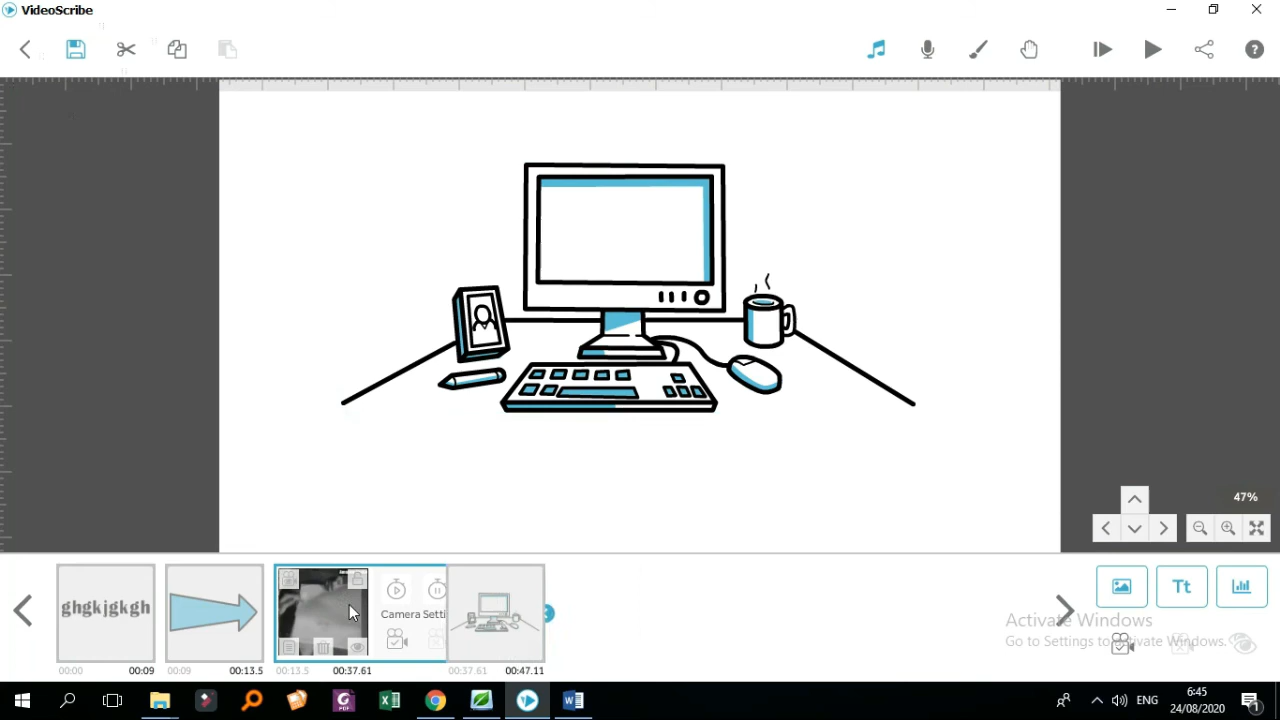 VideoScribe
47%
ghgkjgkgh
Camera Setti
Tt
00:00
00:09
00:09
00:13.5
00:13.5
00:37.61
00:37.61
00:47.11
Activate Windows
Go to Settings to activate Windows.
ENG
6:45
24/08/2020